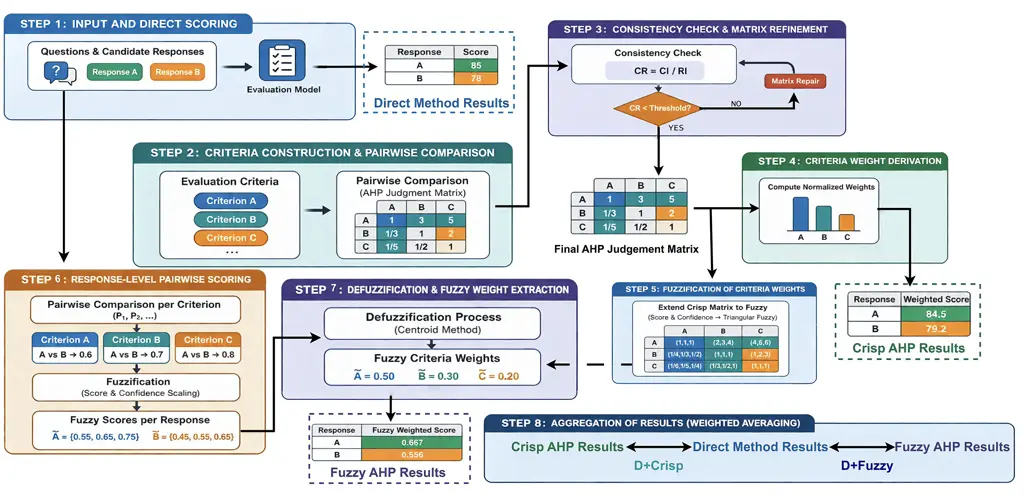 STEP 1: INPUT AND DIRECT SCORING
Questions & Candidate Responses
?
Response A
Response B
Evaluation Model
Response Score
A 85
B 78
Direct Method Results
STEP 2: CRITERIA CONSTRUCTION & PAIRWISE COMPARISON
Evaluation Criteria
Criterion A
Criterion B
Criterion C
...
Pairwise Comparison
(AHP Judgment Matrix)
A B C
A 1 3 5
B 1/3 1 2
C 1/5 1/2 1
STEP 3: CONSISTENCY CHECK & MATRIX REFINEMENT
Consistency Check
CR = CI / RI
Matrix Repair
CR < Threshold?
NO
YES
A B C
A 1 3 5
B 1/3 1 2
C 1/5 1/2 1
Final AHP Judgement Matrix
STEP 4: CRITERIA WEIGHT DERIVATION
Compute Normalized Weights
A B C
Response Weighted Score
A 84.5
B 79.2
Crisp AHP Results
STEP 5: FUZZIFICATION OF CRITERIA WEIGHTS
Extend Crisp Matrix to Fuzzy
(Score & Confidence → Triangular Fuzzy)
A B C
A (1,1,1) (2,3,4) (4,5,6)
B (1/4,1/3,1/2) (1,1,1) (1,2,3)
C (1/6,1/5,1/4) (1/3,1/2,1) (1,1,1)
STEP 6: RESPONSE-LEVEL PAIRWISE SCORING
Pairwise Comparison per Criterion
(P₁, P₂, ...)
Criterion A Criterion B Criterion C
A vs B → 0.6 A vs B → 0.7 A vs B → 0.8
Fuzzification
(Score & Confidence Scaling)
Fuzzy Scores per Response
Ã = {0.55, 0.65, 0.75} B̃ = {0.45, 0.55, 0.65}
STEP 7: DEFUZZIFICATION & FUZZY WEIGHT EXTRACTION
Defuzzification Process
(Centroid Method)
Fuzzy Criteria Weights
Ã = 0.50 B̃ = 0.30 C̃ = 0.20
Response Fuzzy Weighted Score
A 0.667
B 0.556
Fuzzy AHP Results
STEP 8: AGGREGATION OF RESULTS (WEIGHTED AVERAGING)
Crisp AHP Results Direct Method Results Fuzzy AHP Results
D+Crisp D+Fuzzy